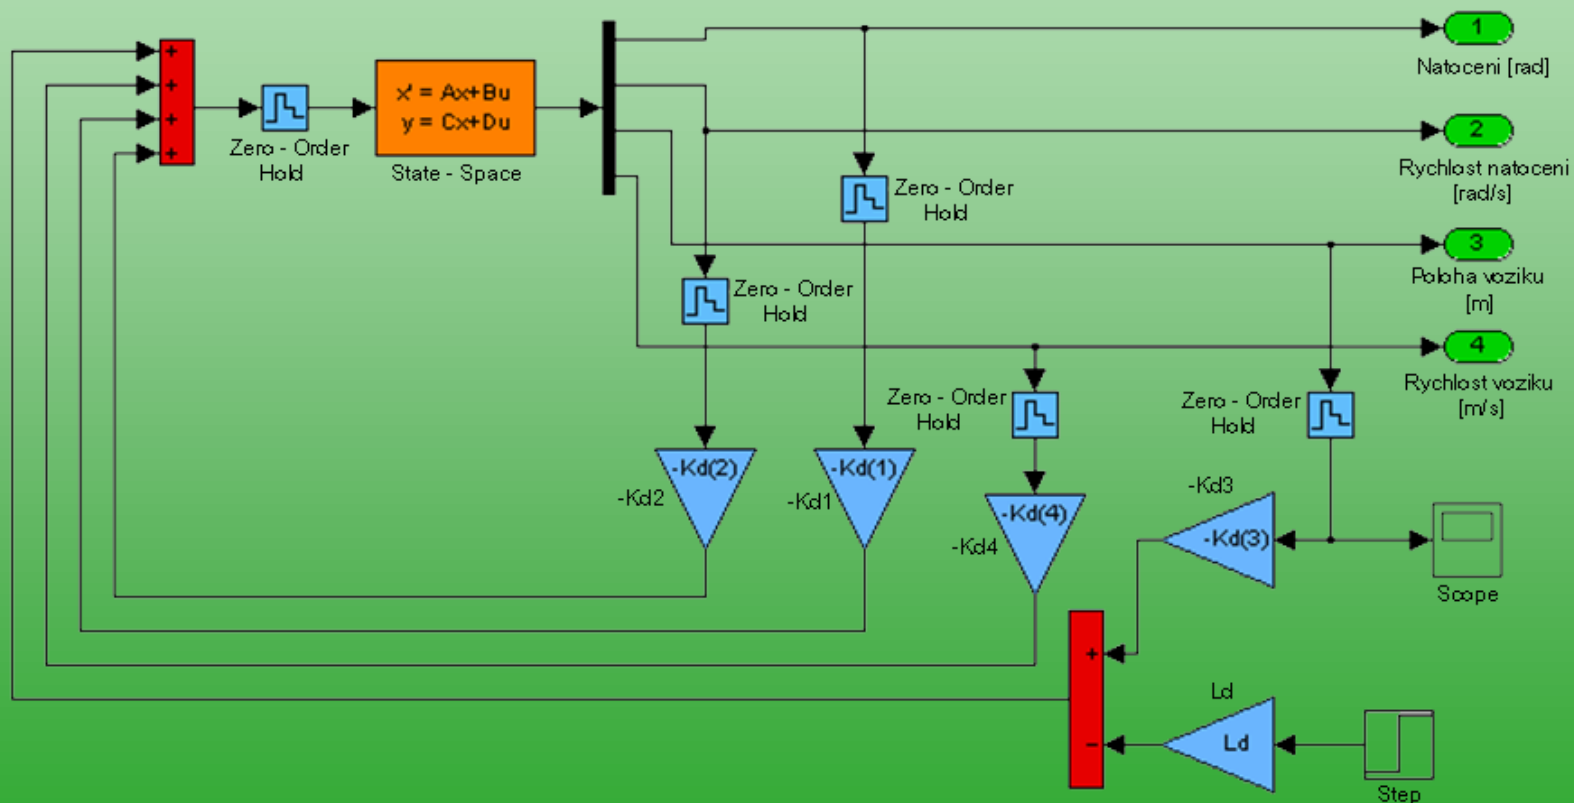 1
Natoceni [rad]
+
+
+
+
Zero - Order
Hold
x' = Ax+Bu
y = Cx+Du
State - Space
2
Rychlost natoceni
[rad/s]
Zero - Order
Hold
3
Poloha voziku
[m]
Zero - Order
Hold
4
Rychlost voziku
[m/s]
Zero - Order
Hold
Zero - Order
Hold
-Kd(2)
-Kd2
-Kd(1)
-Kd1
-Kd(4)
-Kd4
-Kd3
-Kd(3)
Scope
+
-
Ld
Ld
Step